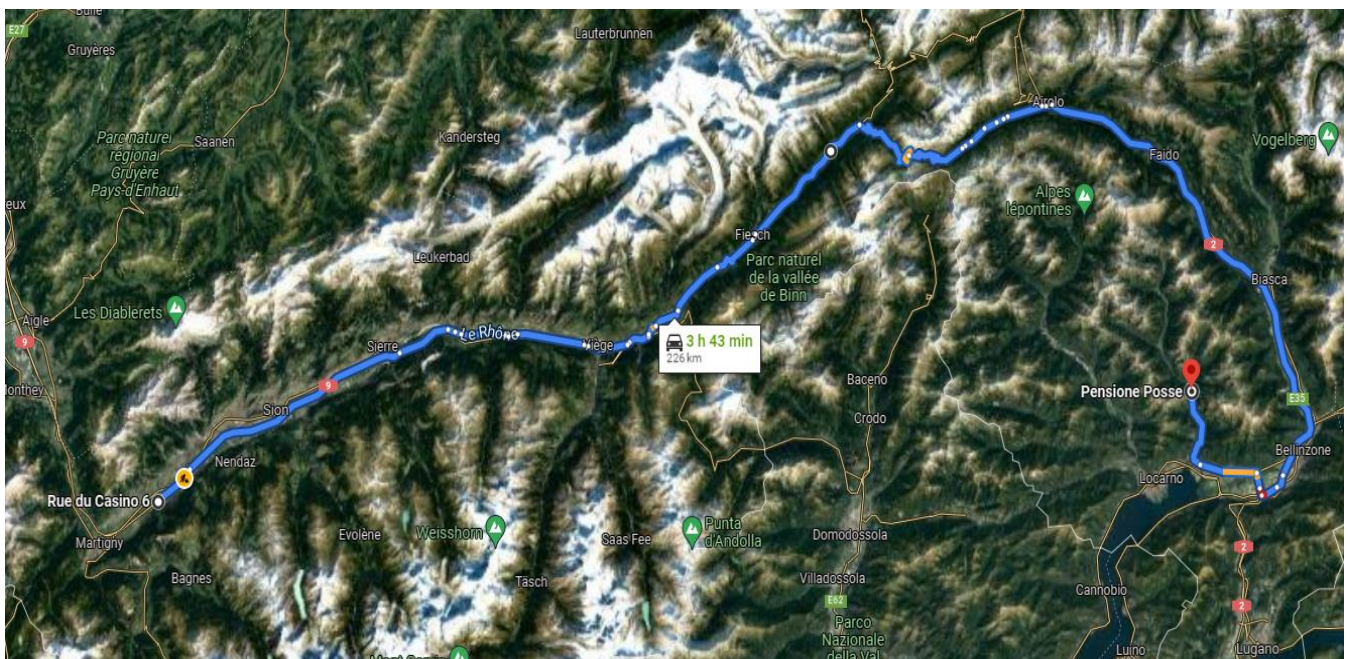 Bulle
E27
Gruyères
Lauterbrunnen
Parc naturel
régional
Gruyère
Pays-d'Enhaut
Saanen
Kandersteg
Airolo
Faido
Vogelberg
Alpes
lépontines
Fiesch
Parc naturel
de la vallée
de Binn
2
Biasca
Leukerbad
Les Diablerets
Aigle
9
Sierre
Le Rhône
Viège
3 h 43 min
226 km
9
Baceno
Crodo
Pensione Posse
E35
Sion
Nendaz
Bellinzone
Locarno
Rue du Casino 6
Martigny
Evolène
Weisshorn
Saas Fee
Punta
d'Andolla
Domodossola
2
Bagnes
Täsch
Villadossola
Cannobio
E62
2
Parco
Nazionale
della Val
Luino
Lugano